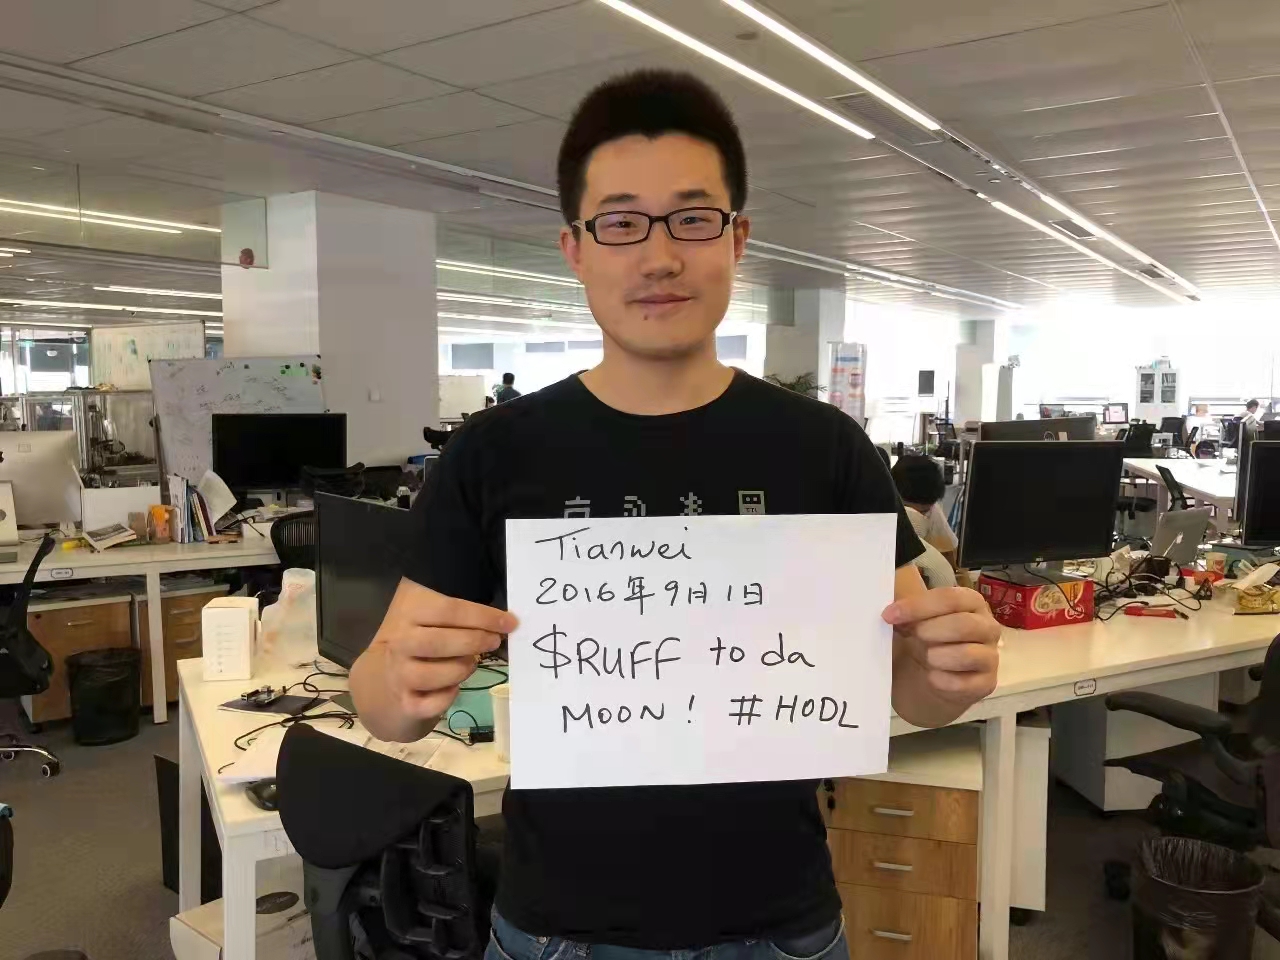 Tianwei
2016年9月1日
$RUFF to da
MOON! #HODL